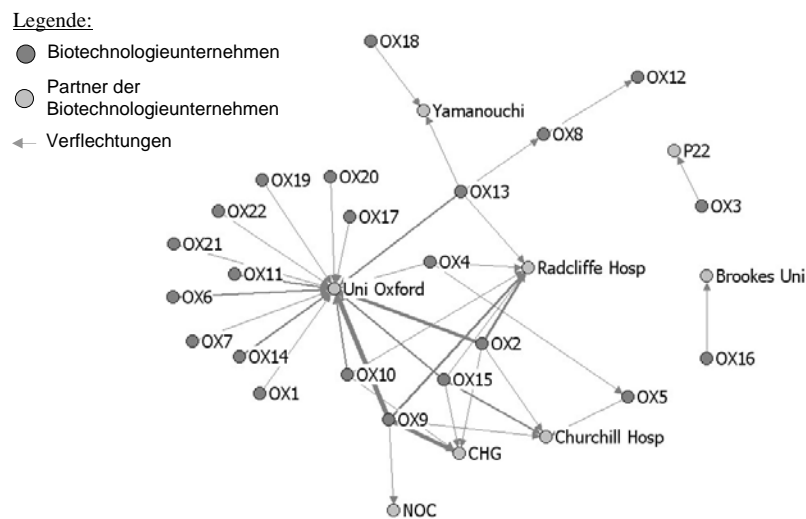 Legende:
Biotechnologieunternehmen
Partner der
Biotechnologieunternehmen
Verflechtungen
OX18
OX12
Yamanouchi
OX8
P22
OX19
OX20
OX13
OX3
OX22
OX17
OX21
OX4
Radcliffe Hosp
OX11
Brookes Uni
Uni Oxford
OX6
OX7
OX2
OX14
OX16
OX10
OX15
OX1
OX5
OX9
Churchill Hosp
CHG
NOC